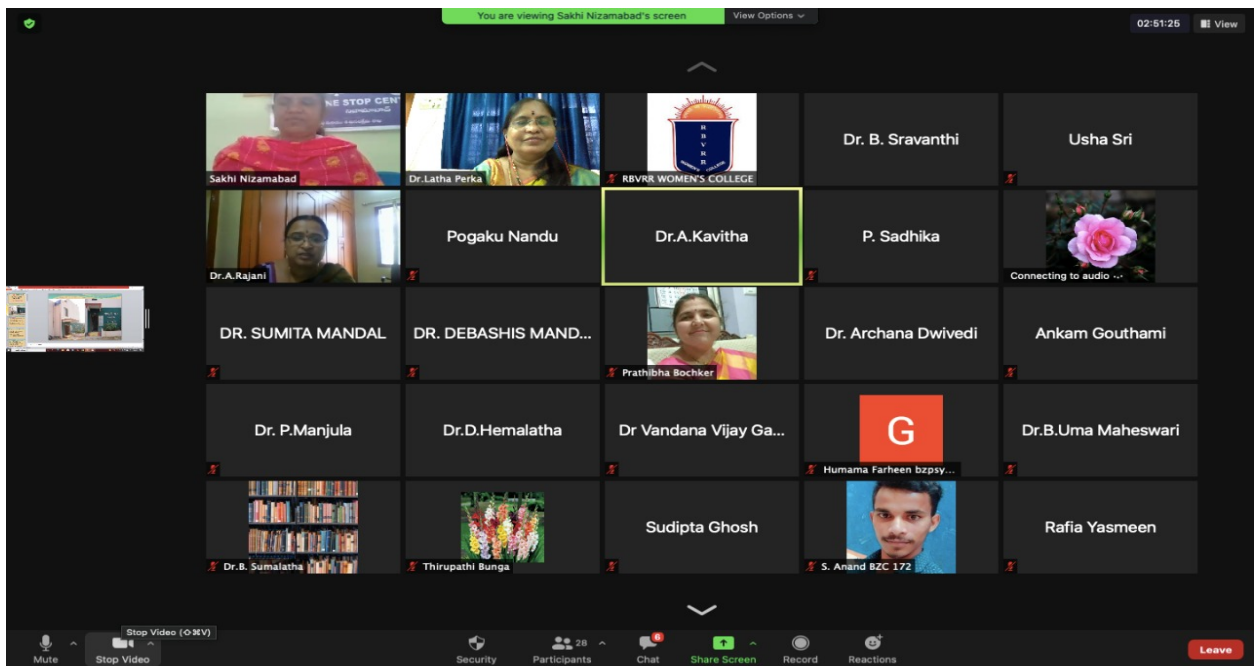 You are viewing Sakhi Nizamabad's screen
View Options
02:51:25
View
NE STOP CEN
Sakhi Nizamabad
Dr.Latha Perka
R
B
V
R
R
RBVRR WOMEN'S COLLEGE
Dr. B. Sravanthi
Usha Sri
Dr.A.Rajani
Pogaku Nandu
Dr.A.Kavitha
P. Sadhika
Connecting to audio ...
DR. SUMITA MANDAL
DR. DEBASHIS MAND...
Prathibha Bochker
Dr. Archana Dwivedi
Ankam Gouthami
Dr. P.Manjula
Dr.D.Hemalatha
Dr Vandana Vijay Ga...
G
Humama Farheen bzpsy...
Dr.B.Uma Maheswari
Dr.B. Sumalatha
Thirupathi Bunga
Sudipta Ghosh
S. Anand BZC 172
Rafia Yasmeen
Stop Video (⇧⌘V)
Mute
Stop Video
Security
28
Participants
6
Chat
Share Screen
Record
Reactions
Leave